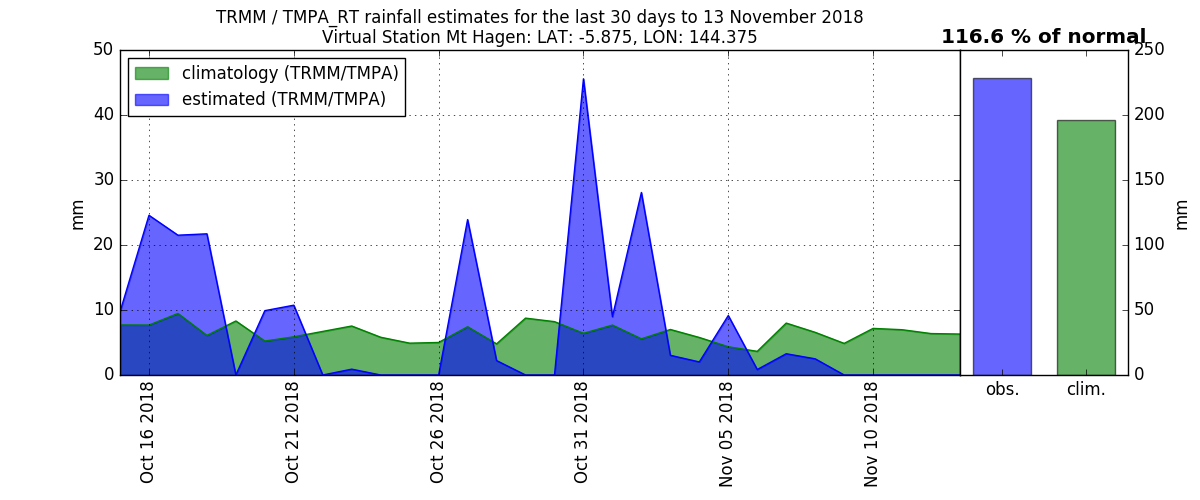 TRMM / TMPA_RT rainfall estimates for the last 30 days to 13 November 2018
Virtual Station Mt Hagen: LAT: -5.875, LON: 144.375
116.6 % of normal
climatology (TRMM/TMPA)
estimated (TRMM/TMPA)
50
40
30
20
10
0
mm
Oct 16 2018
Oct 21 2018
Oct 26 2018
Oct 31 2018
Nov 05 2018
Nov 10 2018
obs.
clim.
250
200
150
100
50
0
mm